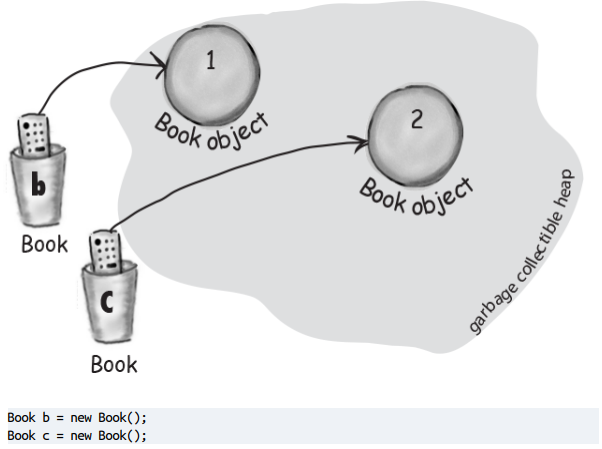 1
Book object
2
Book object
b
Book
c
Book
garbage collectible heap
Book b = new Book();
Book c = new Book();